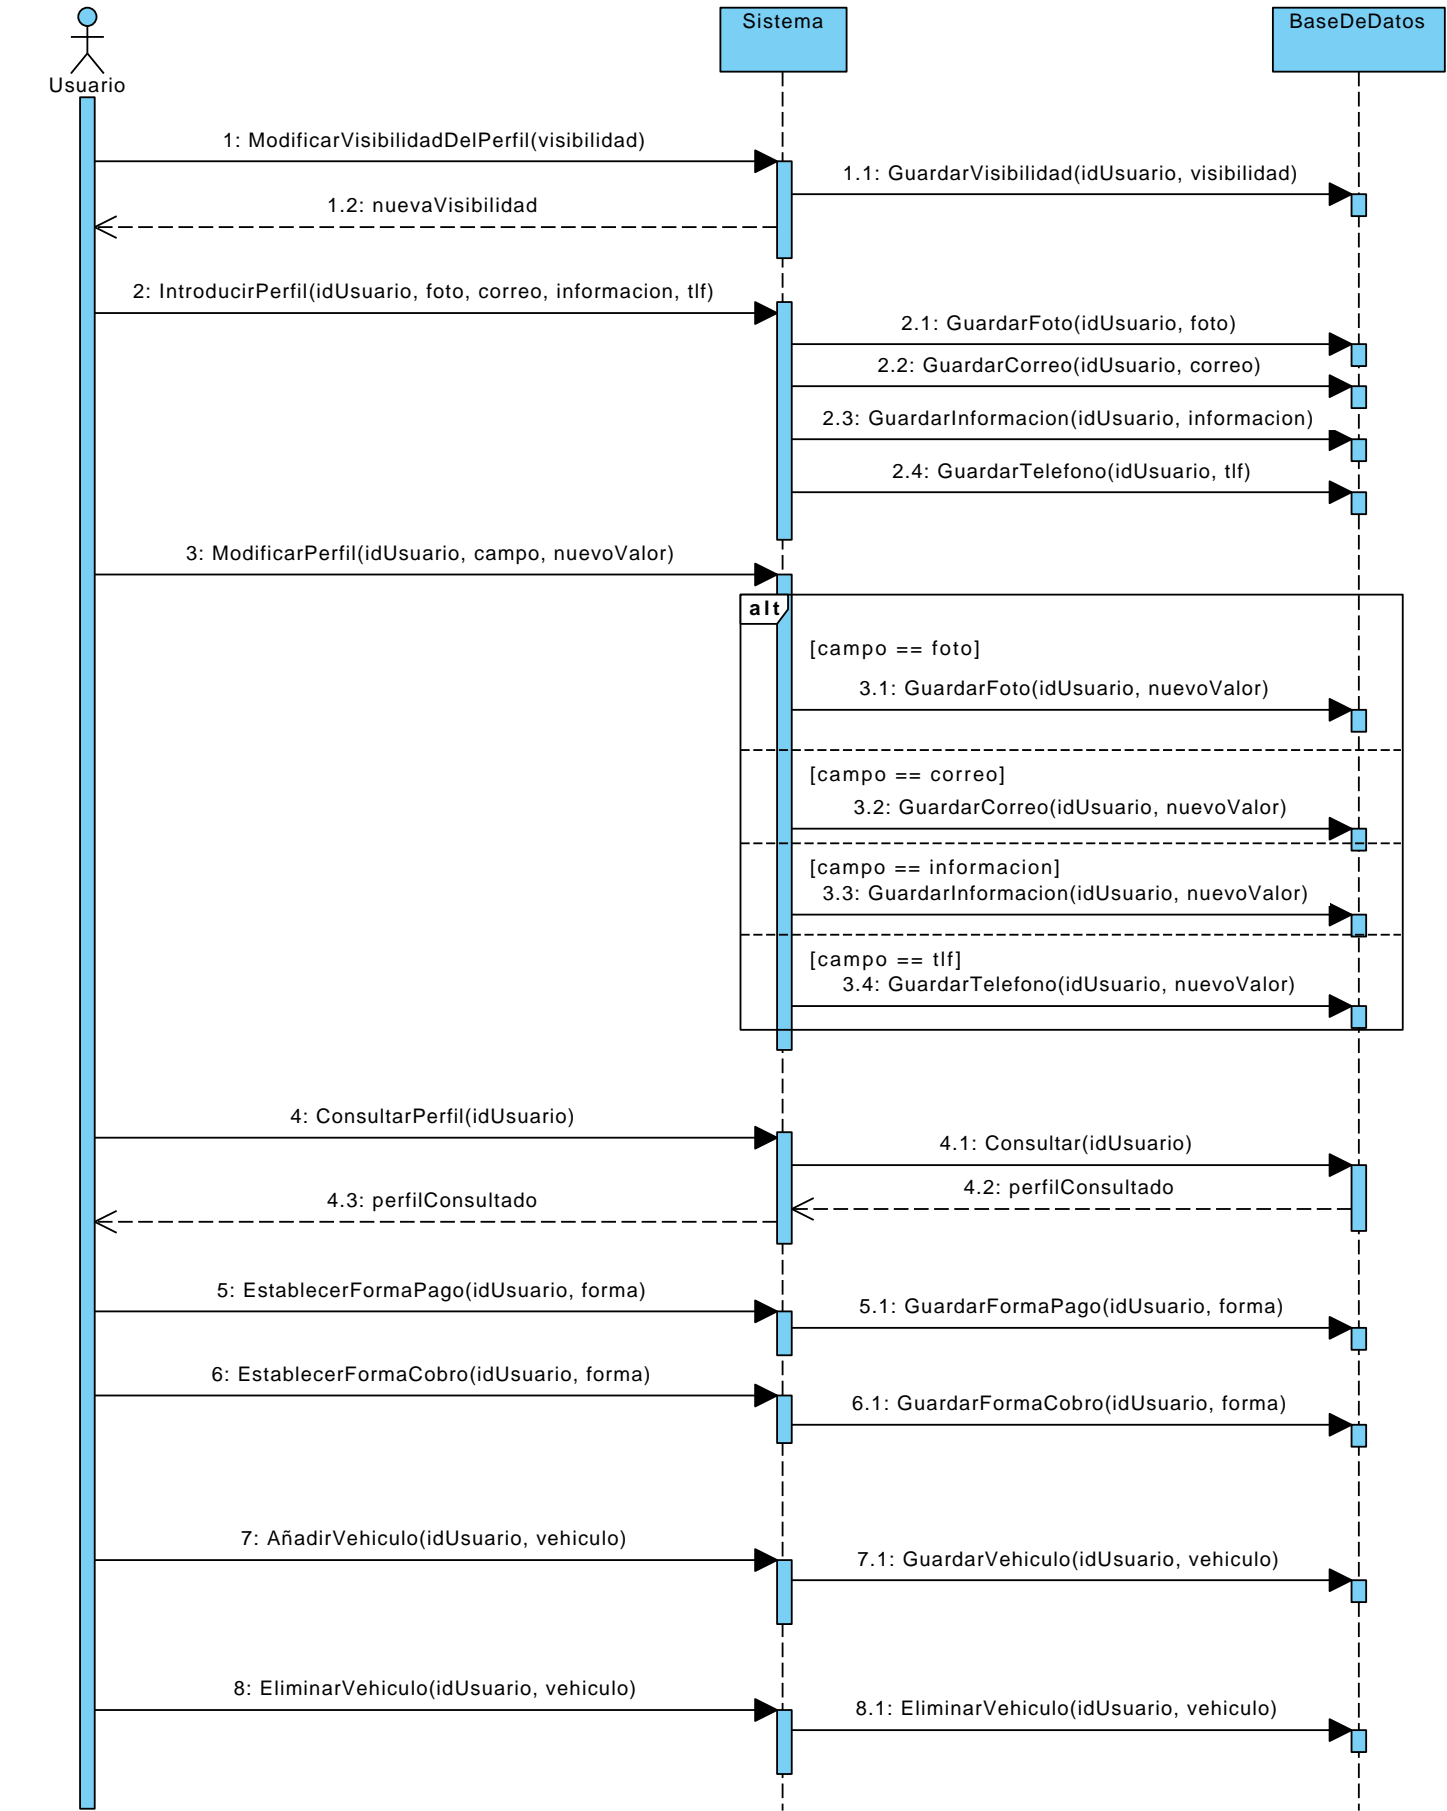 Usuario
Sistema
BaseDeDatos
1: ModificarVisibilidadDelPerfil(visibilidad)
1.1: GuardarVisibilidad(idUsuario, visibilidad)
1.2: nuevaVisibilidad
2: IntroducirPerfil(idUsuario, foto, correo, informacion, tlf)
2.1: GuardarFoto(idUsuario, foto)
2.2: GuardarCorreo(idUsuario, correo)
2.3: GuardarInformacion(idUsuario, informacion)
2.4: GuardarTelefono(idUsuario, tlf)
3: ModificarPerfil(idUsuario, campo, nuevoValor)
alt
[campo == foto]
3.1: GuardarFoto(idUsuario, nuevoValor)
[campo == correo]
3.2: GuardarCorreo(idUsuario, nuevoValor)
[campo == informacion]
3.3: GuardarInformacion(idUsuario, nuevoValor)
[campo == tlf]
3.4: GuardarTelefono(idUsuario, nuevoValor)
4: ConsultarPerfil(idUsuario)
4.1: Consultar(idUsuario)
4.2: perfilConsultado
4.3: perfilConsultado
5: EstablecerFormaPago(idUsuario, forma)
5.1: GuardarFormaPago(idUsuario, forma)
6: EstablecerFormaCobro(idUsuario, forma)
6.1: GuardarFormaCobro(idUsuario, forma)
7: AñadirVehiculo(idUsuario, vehiculo)
7.1: GuardarVehiculo(idUsuario, vehiculo)
8: EliminarVehiculo(idUsuario, vehiculo)
8.1: EliminarVehiculo(idUsuario, vehiculo)